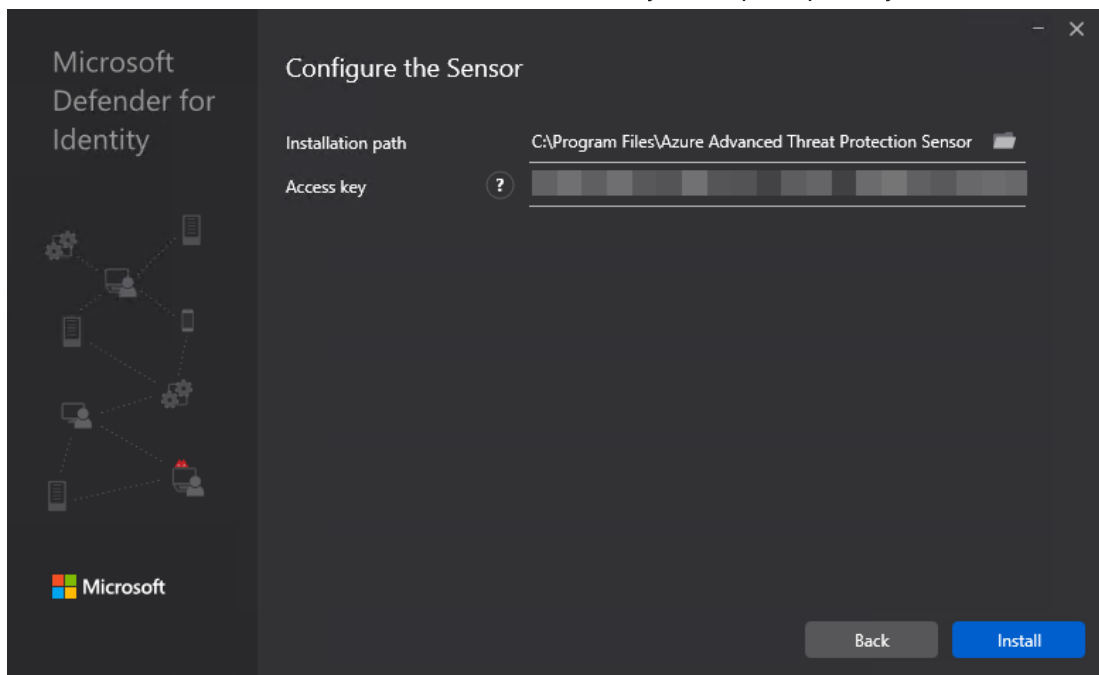 Microsoft
Defender for
Identity
Configure the Sensor
Installation path
C:\Program Files\Azure Advanced Threat Protection Sensor
Access key
?
Microsoft
Back
Install